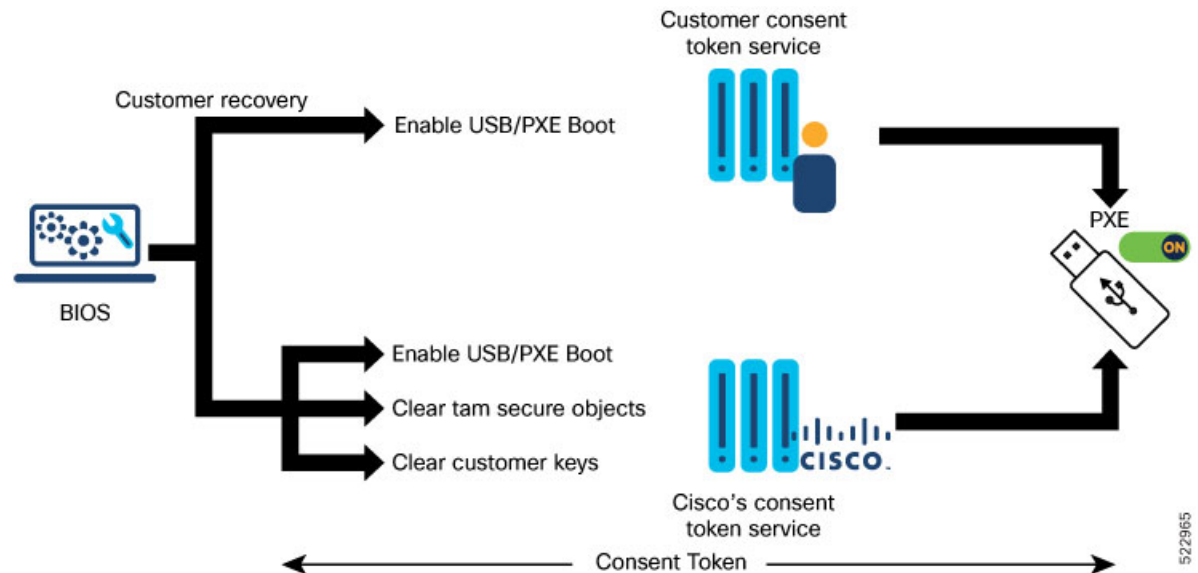 Customer consent
token service
Customer recovery
Enable USB/PXE Boot
PXE
ON
BIOS
Enable USB/PXE Boot
Clear tam secure objects
Clear customer keys
CISCO.
Cisco's consent
token service
Consent Token
522965